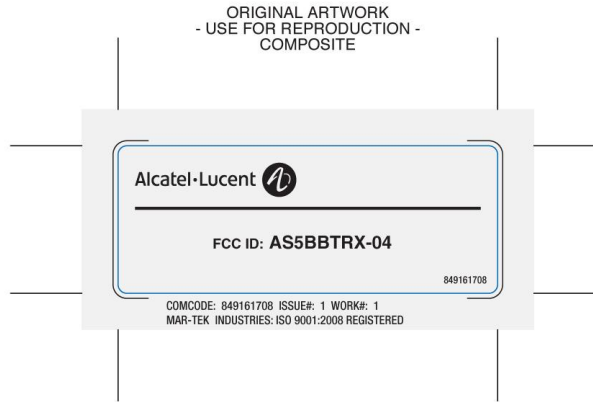 ORIGINAL ARTWORK
- USE FOR REPRODUCTION -
COMPOSITE
Alcatel·Lucent
FCC ID: AS5BBTRX-04
849161708
COMCODE: 849161708 ISSUE#: 1 WORK#: 1
MAR-TEK INDUSTRIES: ISO 9001:2008 REGISTERED